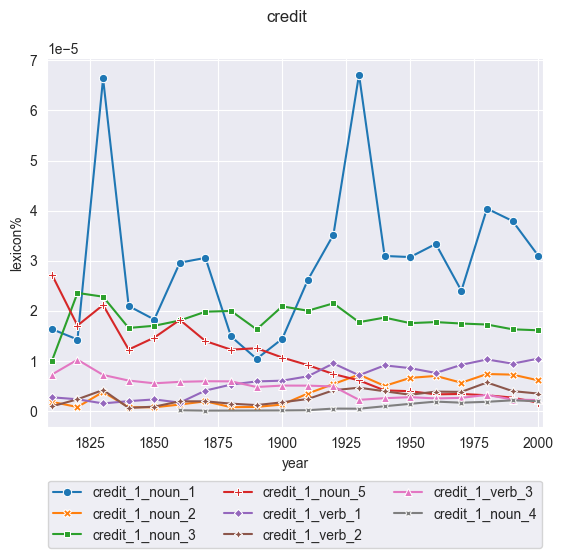 credit
1e−5
7
6
5
4
3
2
1
0
lexicon%
1825 1850 1875 1900 1925 1950 1975 2000
year
credit_1_noun_1 credit_1_noun_5 credit_1_verb_3
credit_1_noun_2 credit_1_verb_1 credit_1_noun_4
credit_1_noun_3 credit_1_verb_2